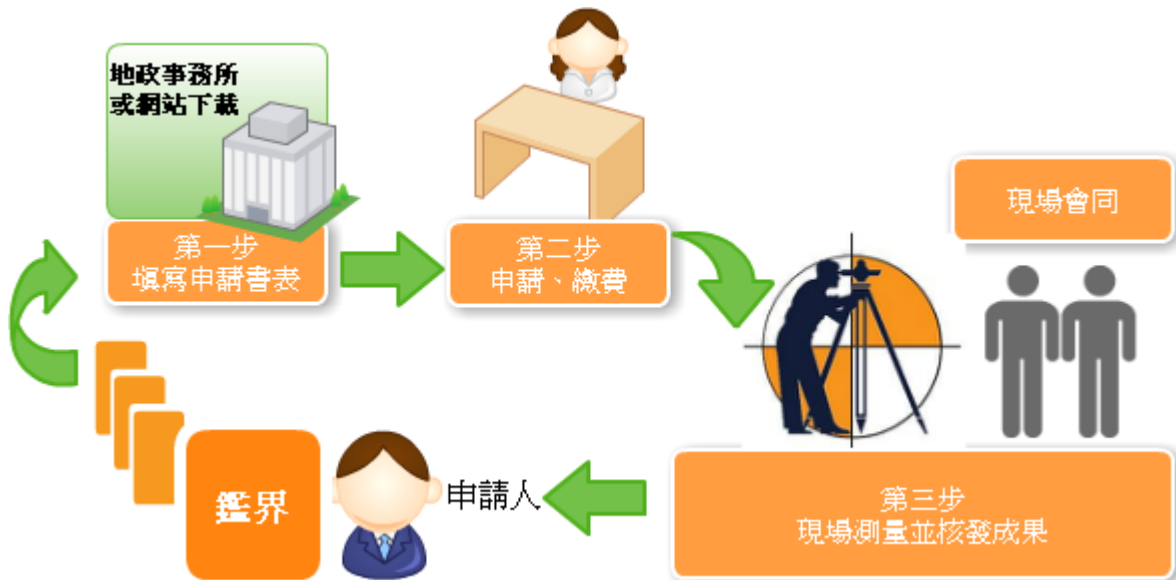 地政事務所
或網站下載
第一步
填寫申請書表
第二步
申請、繳費
現場會同
第三步
現場測量並核發成果
申請人
鑑界